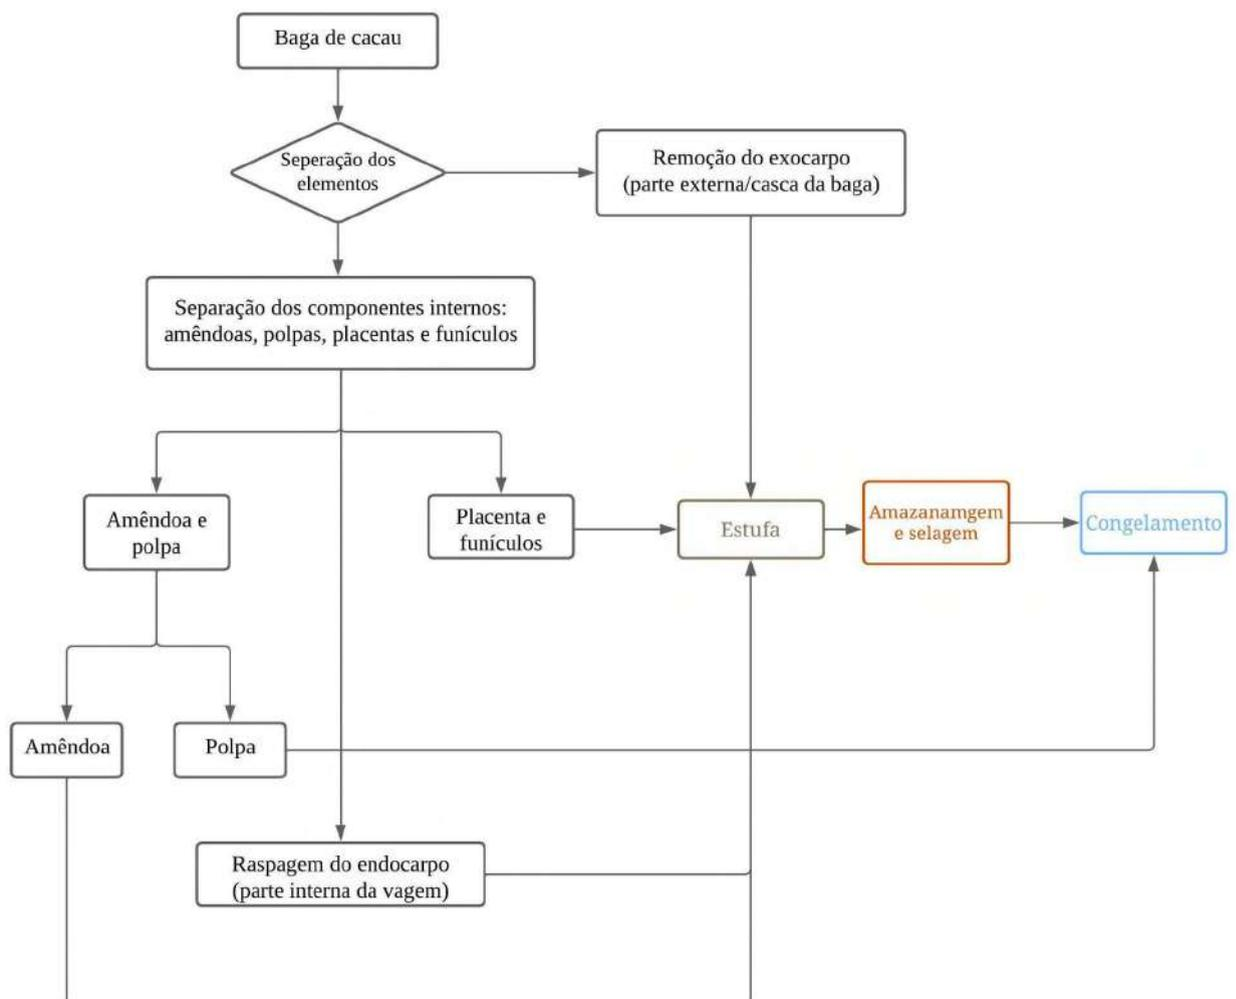 Baga de cacau
Seperação dos
elementos
Remoção do exocarpo
(parte externa/casca da baga)
Separação dos componentes internos:
amêndoas, polpas, placentas e funículos
Amêndoa e
polpa
Placenta e
funículos
Estufa
Amazanamgem
e selagem
Congelamento
Amêndoa
Polpa
Raspagem do endocarpo
(parte interna da vagem)